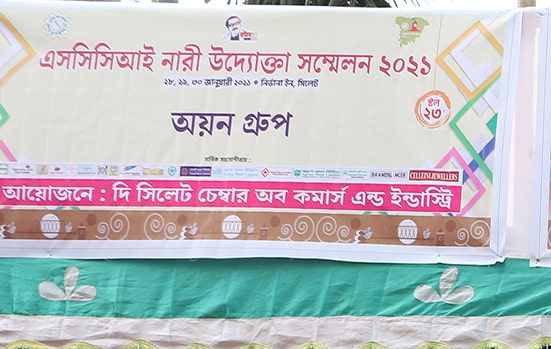 এসসিসিআই নারী উদ্যোক্তা সম্মেলন ২০২১
২৮, ২৯, ৩০ জানুয়ারী ২০২১ • নির্ভানা ইন, সিলেট
স্টল
২৩
অয়ন গ্রুপ
সার্বিক সহযোগীতায় :
CELLEEN JEWELLERS
আয়োজনে : দি সিলেট চেম্বার অব কমার্স এন্ড ইন্ডাস্ট্রি